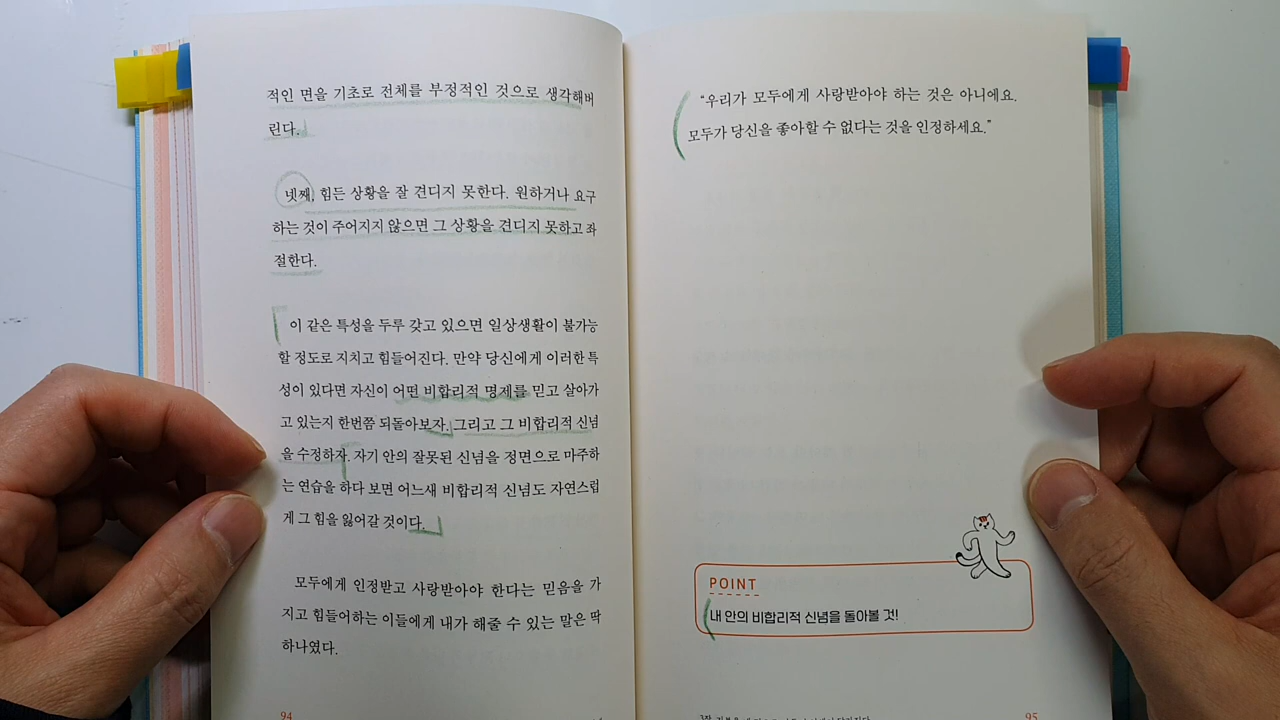 적인 면을 기초로 전체를 부정적인 것으로 생각해버
린다.
넷째, 힘든 상황을 잘 견디지 못한다. 원하거나 요구
하는 것이 주어지지 않으면 그 상황을 견디지 못하고 좌
절한다.
이 같은 특성을 두루 갖고 있으면 일상생활이 불가능
할 정도로 지치고 힘들어진다. 만약 당신에게 이러한 특
성이 있다면 자신이 어떤 비합리적 명제를 믿고 살아가
고 있는지 한번쯤 되돌아보자. 그리고 그 비합리적 신념
을 수정하자. 자기 안의 잘못된 신념을 정면으로 마주하
는 연습을 하다 보면 어느새 비합리적 신념도 자연스럽
게 그 힘을 잃어갈 것이다.
모두에게 인정받고 사랑받아야 한다는 믿음을 가
지고 힘들어하는 이들에게 내가 해줄 수 있는 말은 딱
하나였다.
94
“우리가 모두에게 사랑받아야 하는 것은 아니에요.
모두가 당신을 좋아할 수 없다는 것을 인정하세요.”
POINT
내 안의 비합리적 신념을 돌아볼 것!
95